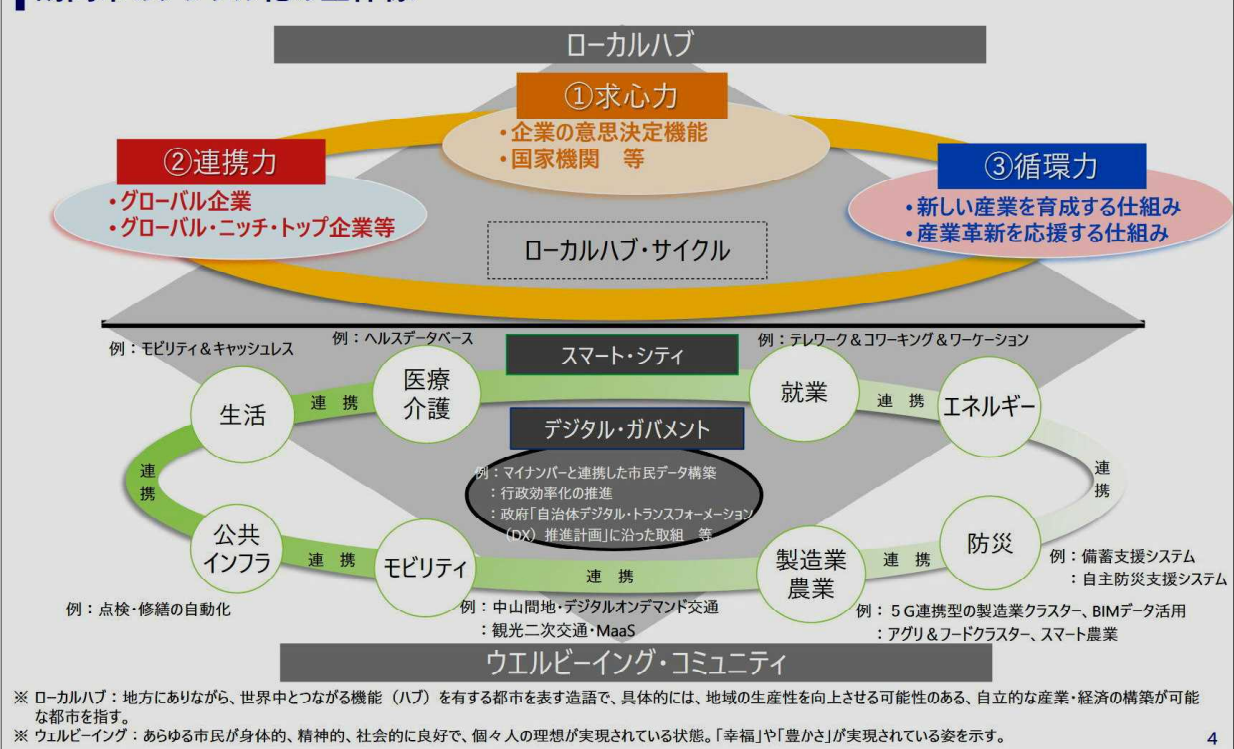 ローカルハブ
①求心力
・企業の意思決定機能
・国家機関　等
②連携力
・グローバル企業
・グローバル・ニッチ・トップ企業等
③循環力
・新しい産業を育成する仕組み
・産業革新を応援する仕組み
ローカルハブ・サイクル
例：モビリティ＆キャッシュレス
例：ヘルスデータベース
スマート・シティ
例：テレワーク＆コワーキング＆ワーケーション
生活
連　携
医療
介護
就業
連　携
エネルギー
デジタル・ガバメント
例：マイナンバーと連携した市民データ構築
：行政効率化の推進
：政府「自治体デジタル・トランスフォーメーション
（DX）推進計画」に沿った取組　等
連
携
連
携
公共
インフラ
連　携
モビリティ
連　携
製造業
農業
連　携
防災
例：備蓄支援システム
：自主防災支援システム
例：点検・修繕の自動化
例：中山間地・デジタルオンデマンド交通
：観光二次交通・MaaS
例：５G連携型の製造業クラスター、BIMデータ活用
：アグリ＆フードクラスター、スマート農業
ウエルビーイング・コミュニティ
※ ローカルハブ：地方にありながら、世界中とつながる機能（ハブ）を有する都市を表す造語で、具体的には、地域の生産性を向上させる可能性のある、自立的な産業・経済の構築が可能
な都市を指す。
※ ウェルビーイング：あらゆる市民が身体的、精神的、社会的に良好で、個々人の理想が実現されている状態。「幸福」や「豊かさ」が実現されている姿を示す。
4